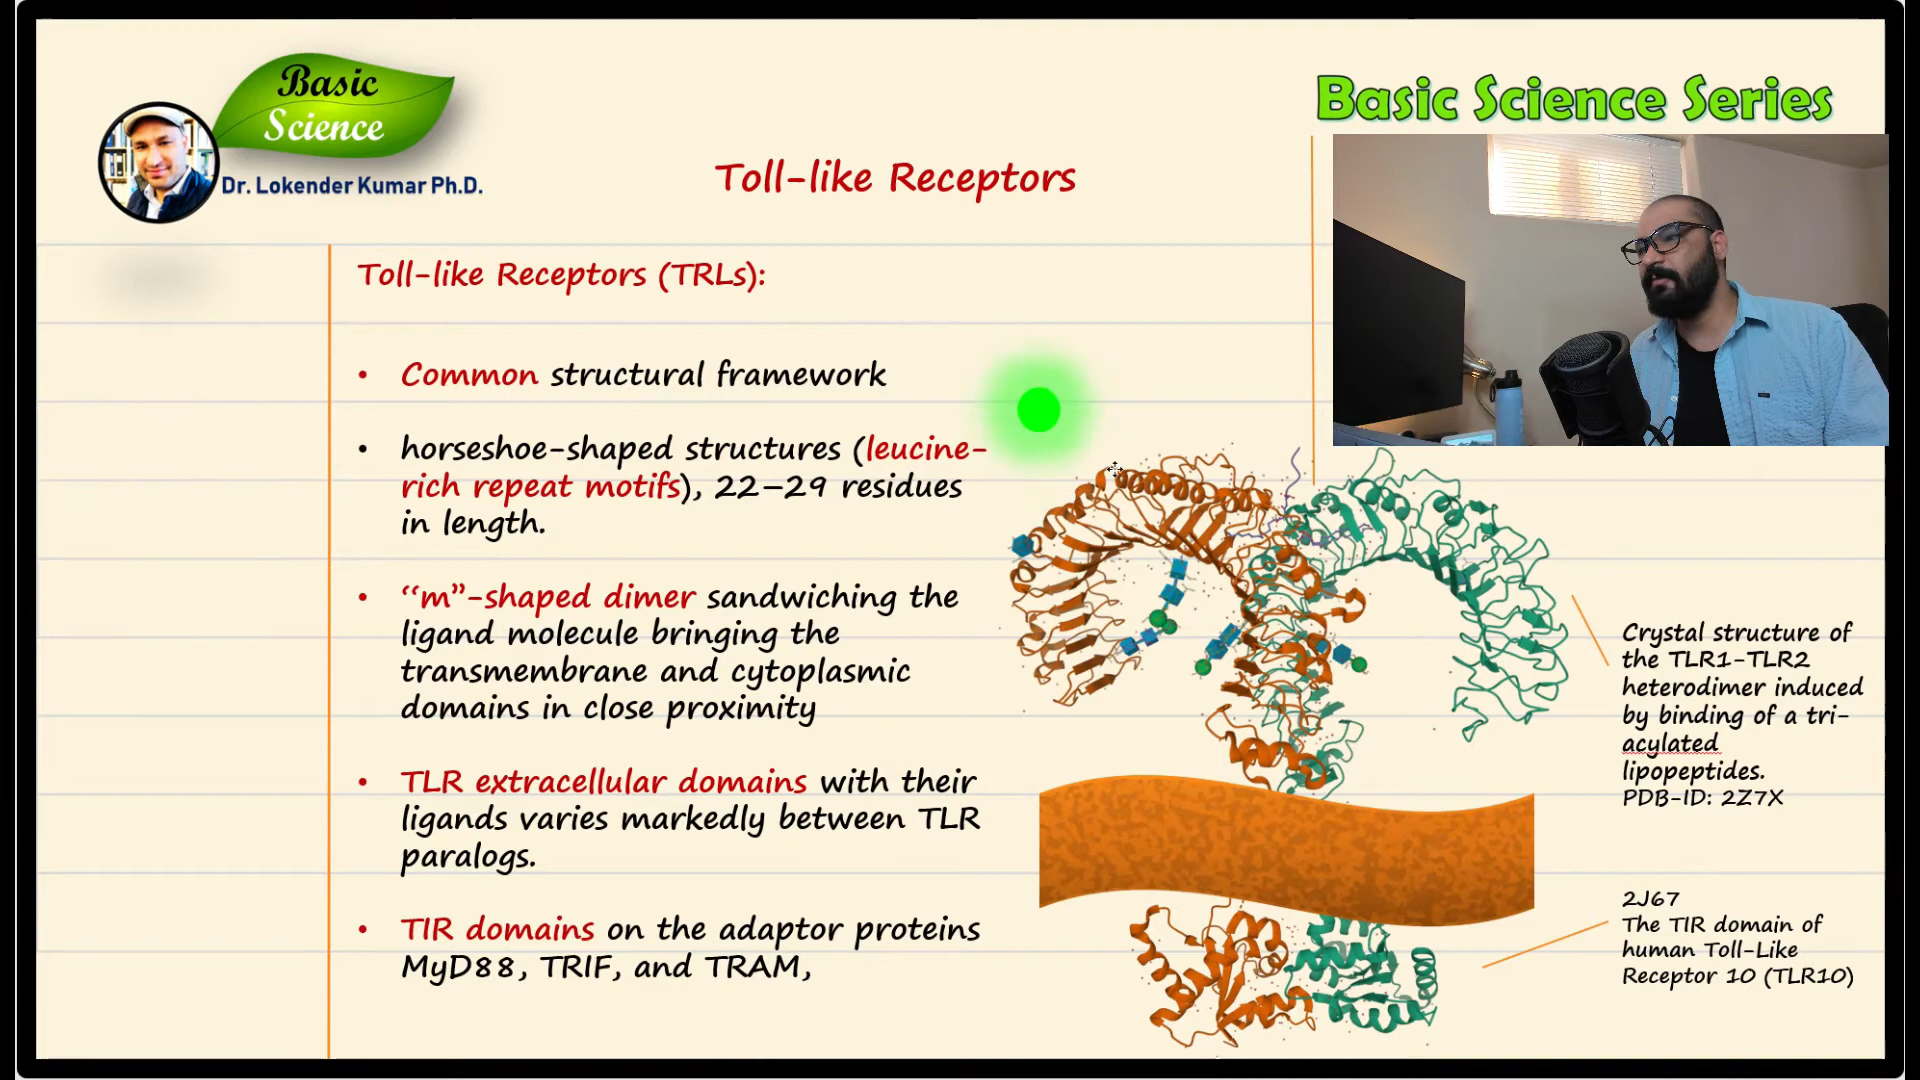 Basic
Science
Dr. Lokender Kumar Ph.D.
Basic Science Series
Toll-like Receptors
Toll-like Receptors (TRLs):
• Common structural framework
• horseshoe-shaped structures (leucine-
rich repeat motifs), 22–29 residues
in length.
• “m”-shaped dimer sandwiching the
ligand molecule bringing the
transmembrane and cytoplasmic
domains in close proximity
• TLR extracellular domains with their
ligands varies markedly between TLR
paralogs.
• TIR domains on the adaptor proteins
MyD88, TRIF, and TRAM,
Crystal structure of
the TLR1-TLR2
heterodimer induced
by binding of a tri-
acylated
lipopeptides.
PDB-ID: 2Z7X
2J67
The TIR domain of
human Toll-Like
Receptor 10 (TLR10)